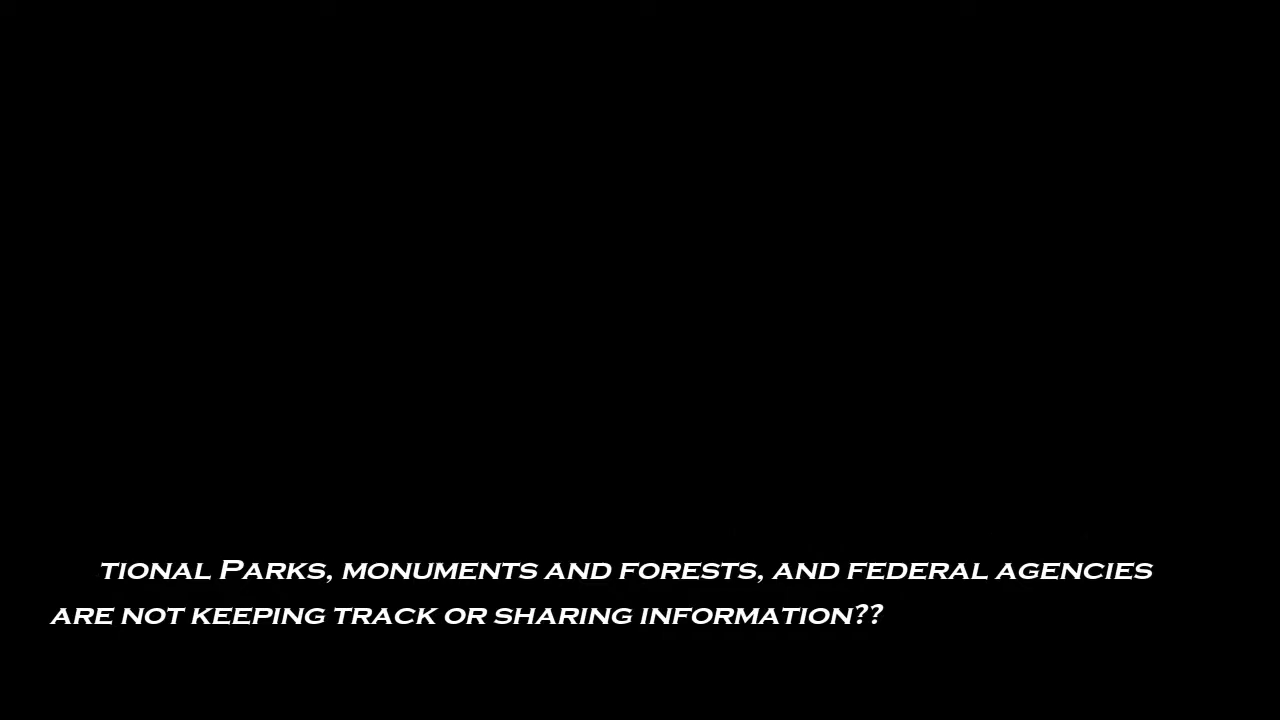 tional Parks, monuments and forests, and federal agencies
are not keeping track or sharing information??